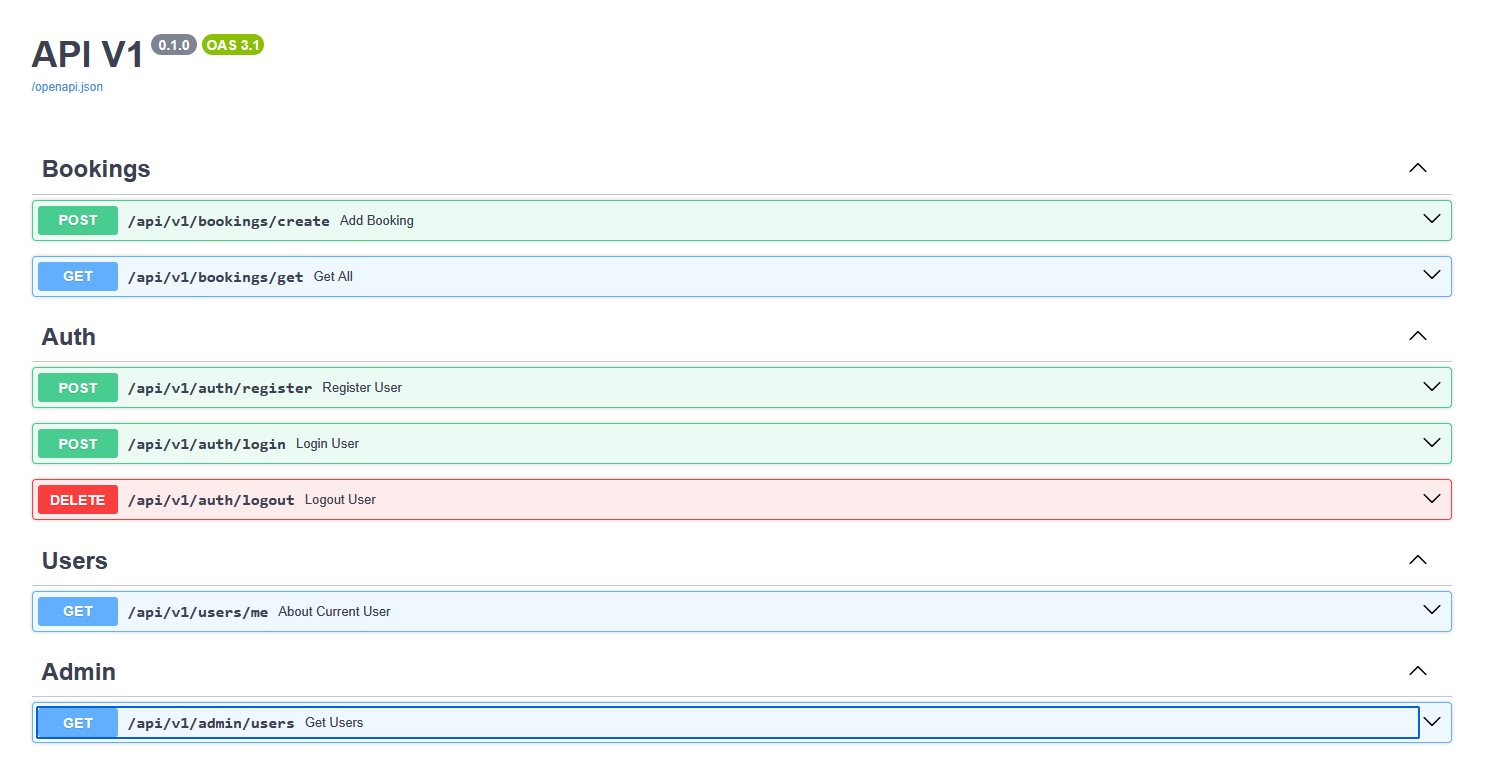 API V1 0.1.0 OAS 3.1
/openapi.json
Bookings
POST /api/v1/bookings/create Add Booking
GET /api/v1/bookings/get Get All
Auth
POST /api/v1/auth/register Register User
POST /api/v1/auth/login Login User
DELETE /api/v1/auth/logout Logout User
Users
GET /api/v1/users/me About Current User
Admin
GET /api/v1/admin/users Get Users